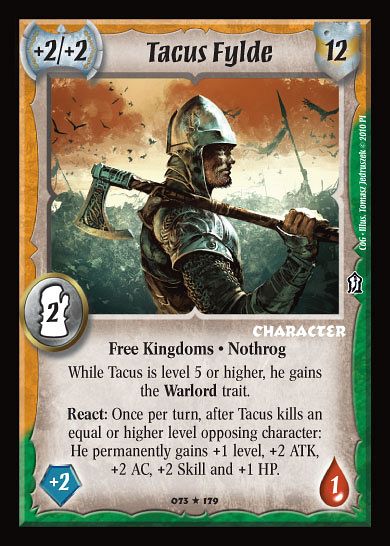 +2/+2
Tacus Fylde
12
C06 • Illus. Tomasz Jedruszek © 2010 PI
2
CHARACTER
Free Kingdoms • Nothrog
While Tacus is level 5 or higher, he gains
the Warlord trait.
React: Once per turn, after Tacus kills an
equal or higher level opposing character:
He permanently gains +1 level, +2 ATK,
+2 AC, +2 Skill and +1 HP.
+2
1
073 ★ 179